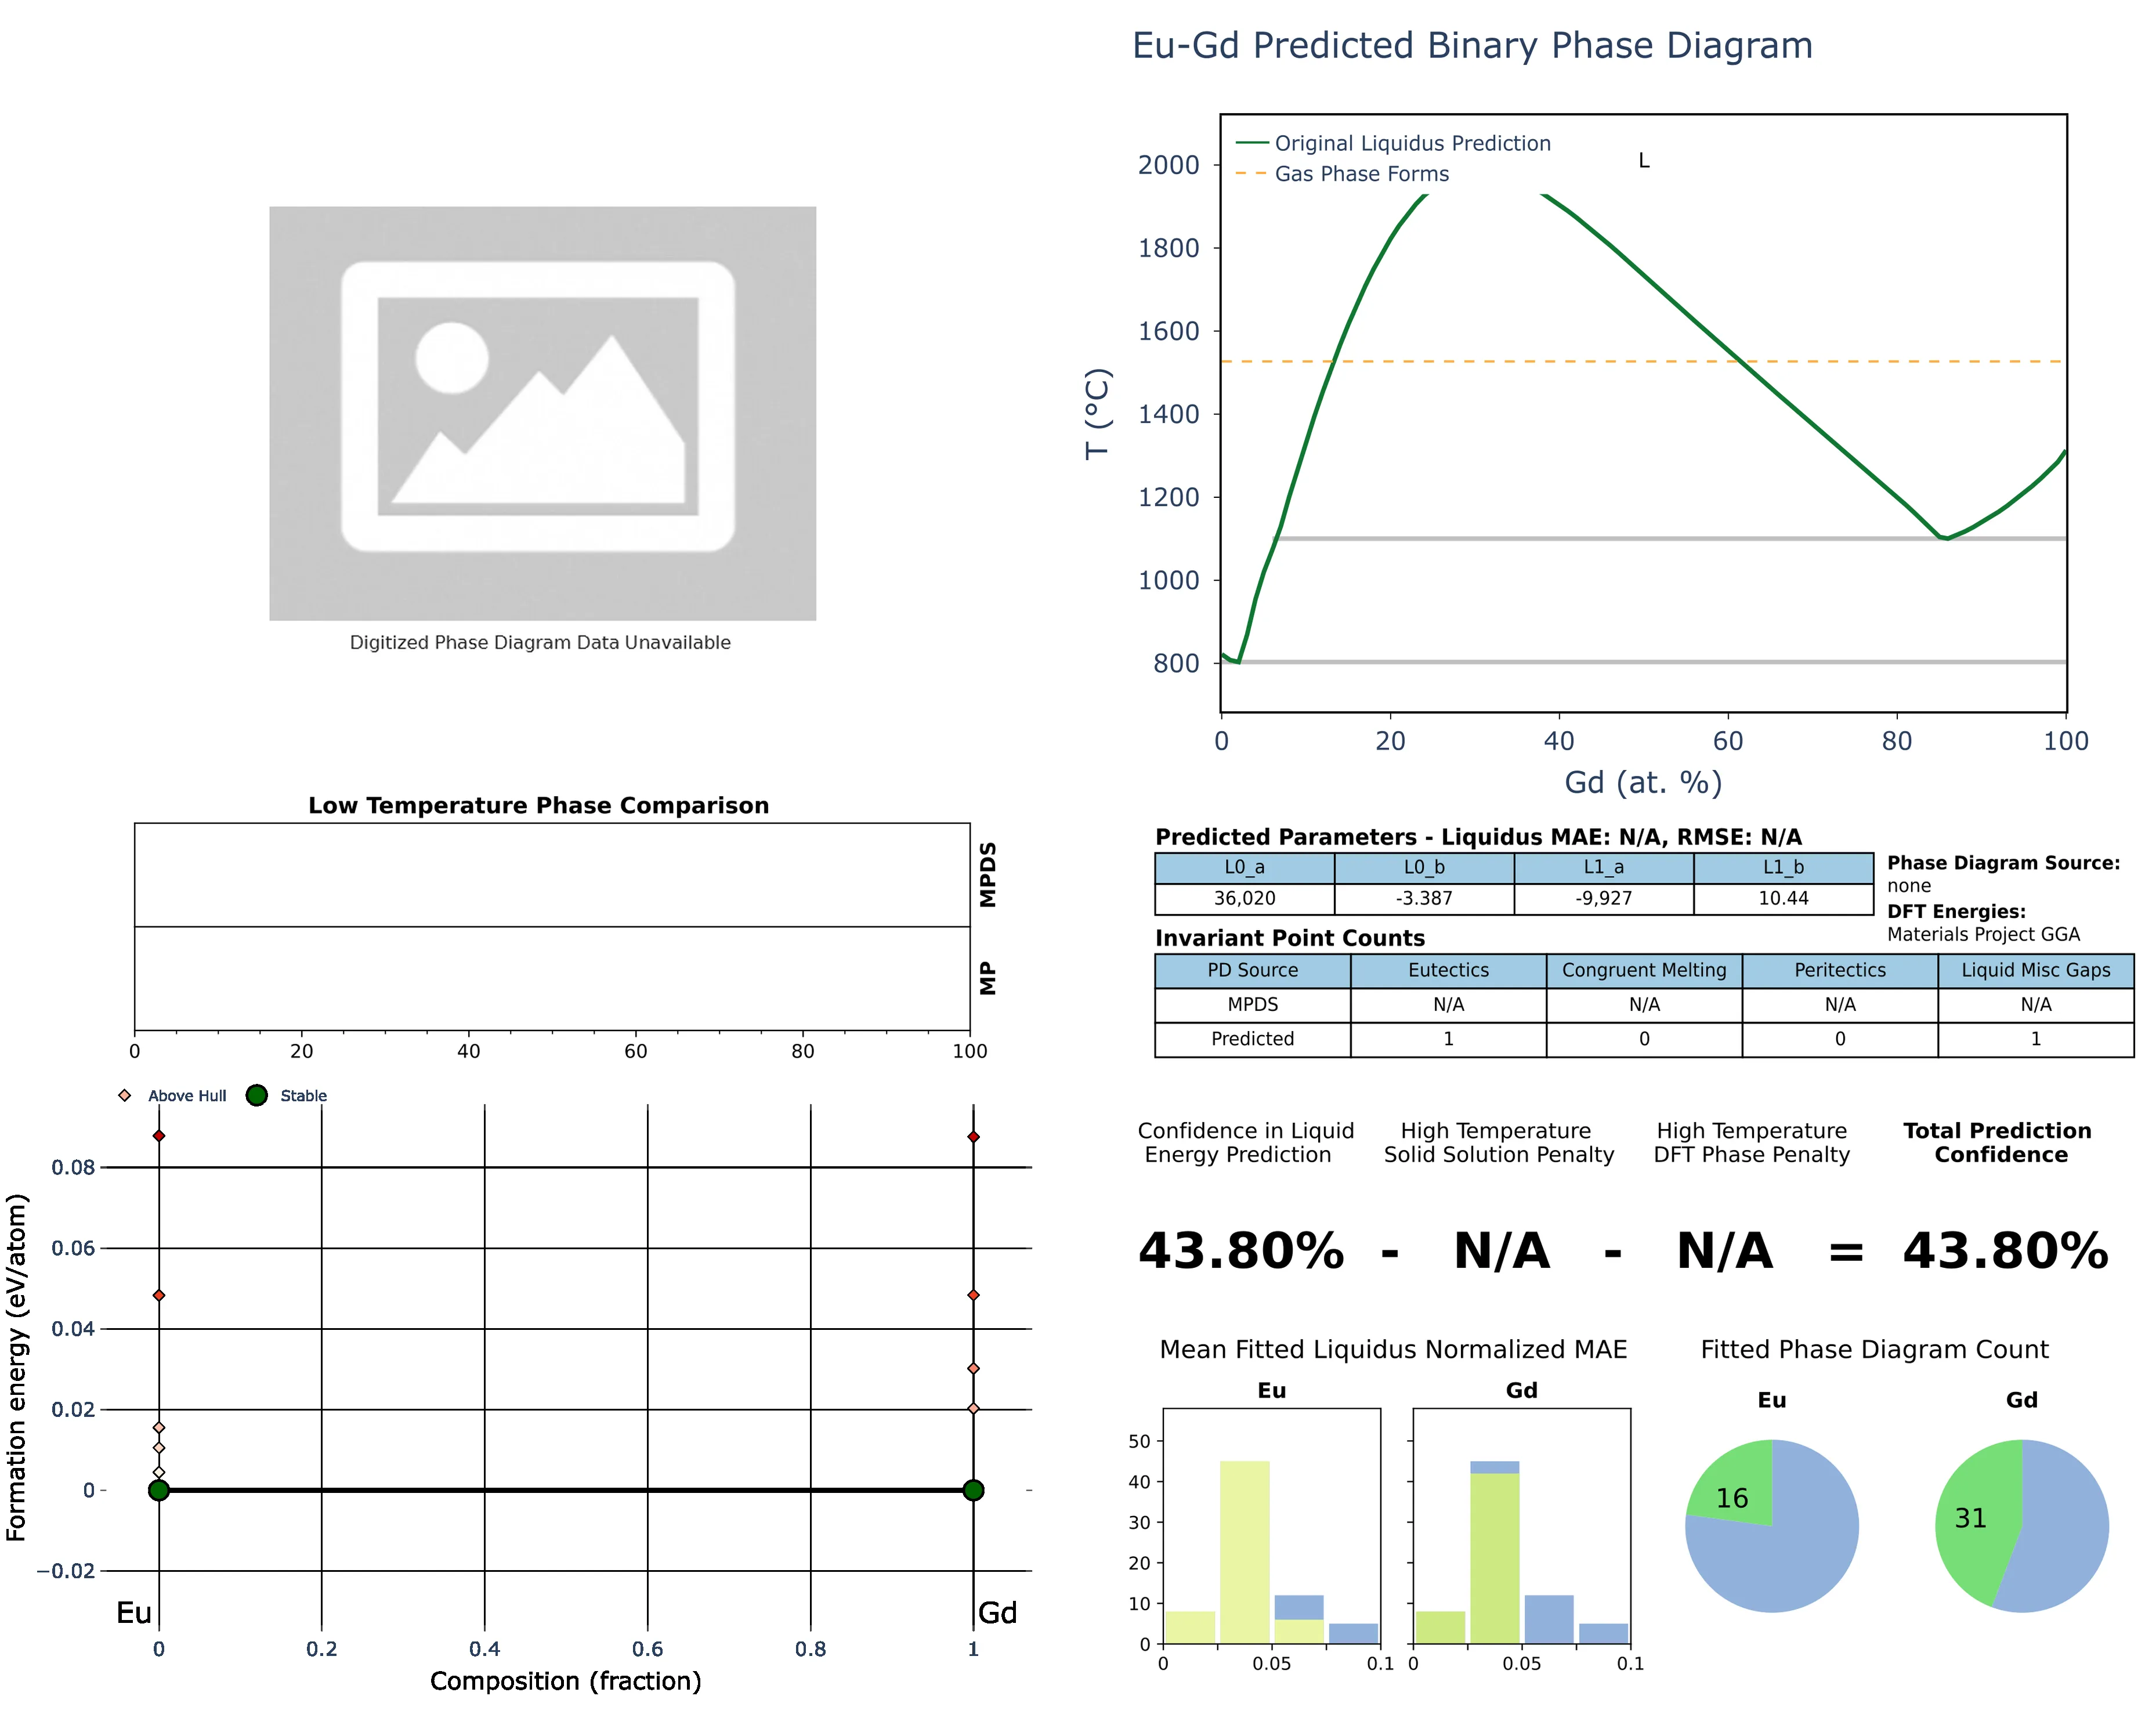 Eu-Gd Predicted Binary Phase Diagram
Original Liquidus Prediction
Gas Phase Forms
L
2000
1800
1600
1400
1200
1000
800
T (°C)
0 20 40 60 80 100
Gd (at. %)
Digitized Phase Diagram Data Unavailable
Low Temperature Phase Comparison
MPDS
MP
0 20 40 60 80 100
Predicted Parameters - Liquidus MAE: N/A, RMSE: N/A
L0_a L0_b L1_a L1_b
36,020 -3.387 -9,927 10.44
Phase Diagram Source:
none
DFT Energies:
Materials Project GGA
Invariant Point Counts
PD Source Eutectics Congruent Melting Peritectics Liquid Misc Gaps
MPDS N/A N/A N/A N/A
Predicted 1 0 0 1
Above Hull Stable
0.08
0.06
0.04
0.02
0
−0.02
Formation energy (eV/atom)
Eu Gd
0 0.2 0.4 0.6 0.8 1
Composition (fraction)
Confidence in Liquid
Energy Prediction
High Temperature
Solid Solution Penalty
High Temperature
DFT Phase Penalty
Total Prediction
Confidence
43.80% - N/A - N/A = 43.80%
Mean Fitted Liquidus Normalized MAE
Eu Gd
50
40
30
20
10
0
0 0.05 0.1 0 0.05 0.1
Fitted Phase Diagram Count
Eu Gd
16 31